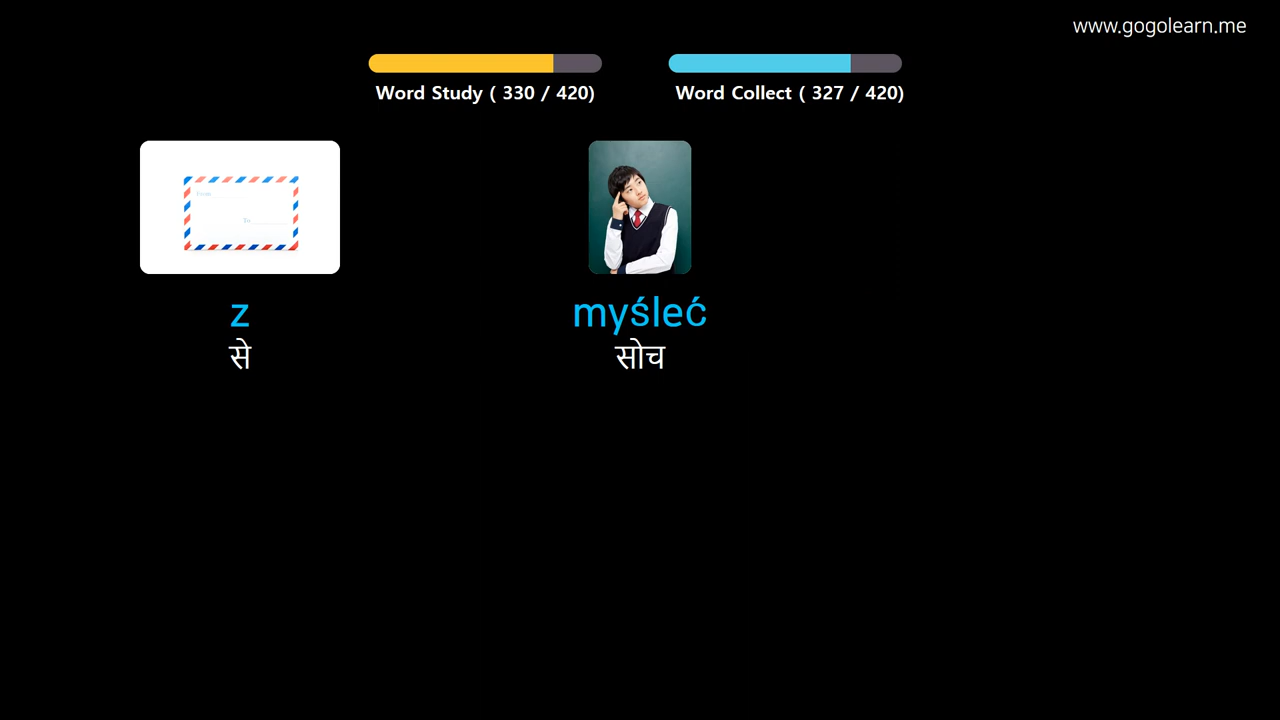 www.gogolearn.me
Word Study ( 330 / 420)
Word Collect ( 327 / 420)
z
से
myśleć
सोच